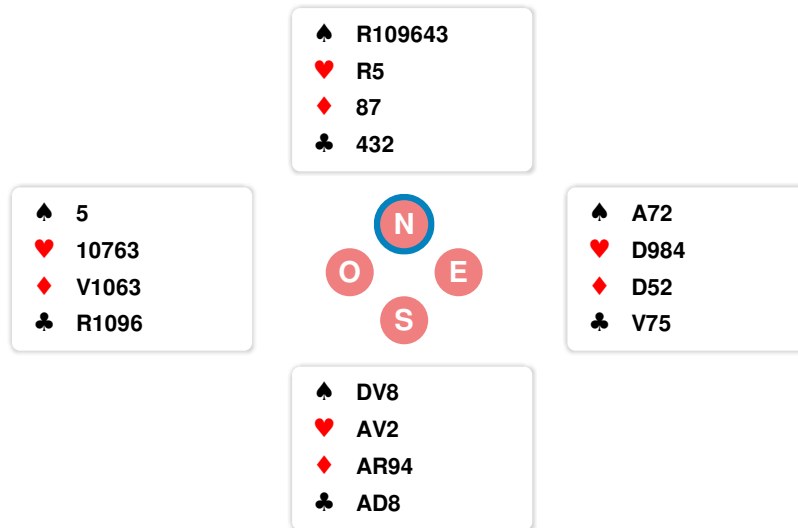 ♠ R109643
♥ R5
♦ 87
♣ 432
♠ 5
♥ 10763
♦ V1063
♣ R1096
N
O E
S
♠ A72
♥ D984
♦ D52
♣ V75
♠ DV8
♥ AV2
♦ AR94
♣ AD8